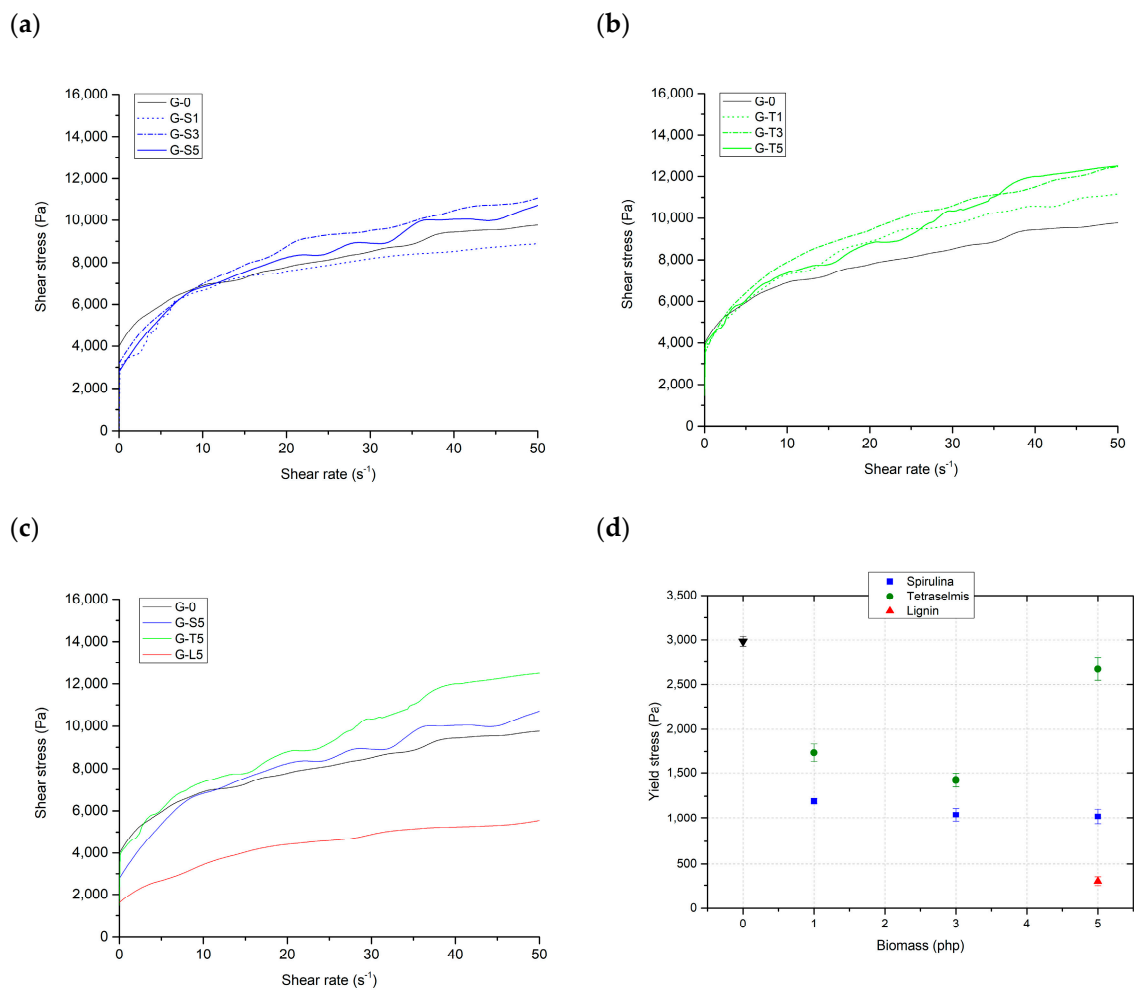 (a)
16,000
14,000
12,000
10,000
8,000
6,000
4,000
2,000
0
Shear stress (Pa)
G-0
G-S1
G-S3
G-S5
0 10 20 30 40 50
Shear rate (s⁻¹)
(b)
16,000
14,000
12,000
10,000
8,000
6,000
4,000
2,000
0
Shear stress (Pa)
G-0
G-T1
G-T3
G-T5
0 10 20 30 40 50
Shear rate (s⁻¹)
(c)
16,000
14,000
12,000
10,000
8,000
6,000
4,000
2,000
0
Shear stress (Pa)
G-0
G-S5
G-T5
G-L5
0 10 20 30 40 50
Shear rate (s⁻¹)
(d)
Spirulina
Tetraselmis
Lignin
3,500
3,000
2,500
2,000
1,500
1,000
500
0
Yield stress (Pa)
0 1 2 3 4 5
Biomass (php)